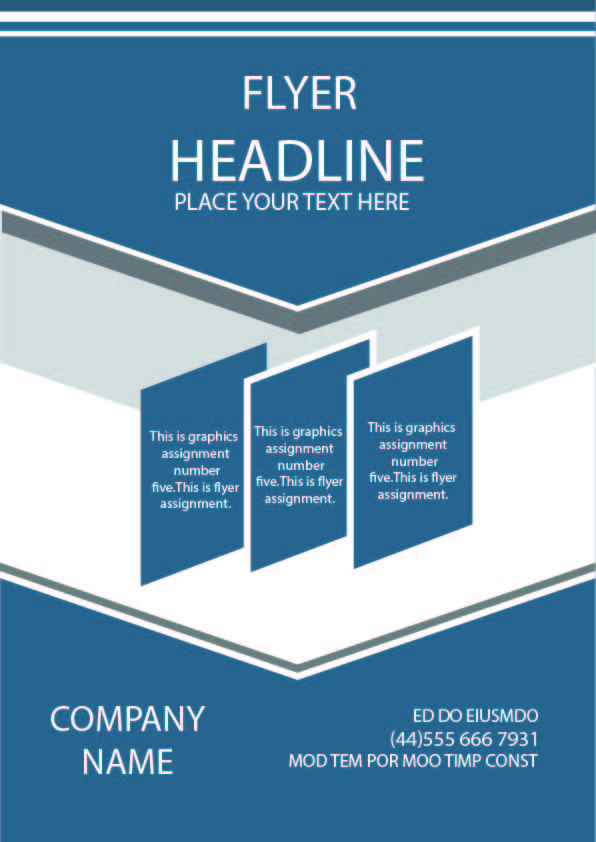 FLYER
HEADLINE
PLACE YOUR TEXT HERE
This is graphics
assignment
number
five.This is flyer
assignment.
This is graphics
assignment
number
five.This is flyer
assignment.
This is graphics
assignment
number
five.This is flyer
assignment.
COMPANY
NAME
ED DO EIUSMDO
(44)555 666 7931
MOD TEM POR MOO TIMP CONST